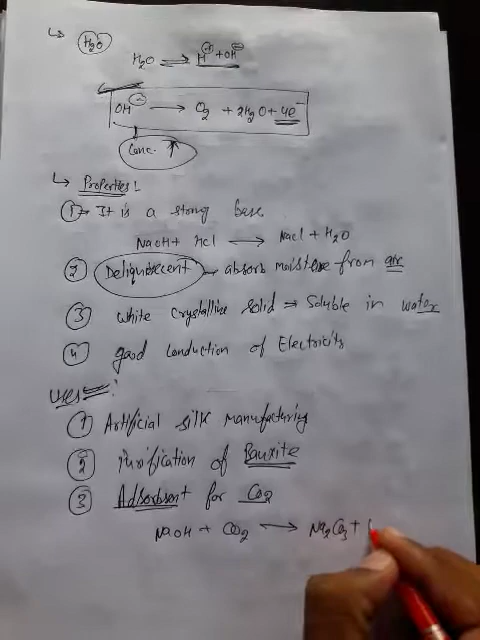 ↳ H₂O
H₂O ⇌ H⊕ + OH⊖
OH⊖ → O₂ + 2H₂O + 4e⁻
Conc. ↑
↳ Properties!
① → It is a strong base.
NaOH + HCl → NaCl + H₂O
② Deliquescent → absorb moisture from air
③ white crystalline solid ⇒ Soluble in water
④ good conduction of Electricity
Uses :
① Artificial silk manufacturing
② Purification of Bauxite
③ Adsorbent for CO₂
NaOH + CO₂ → Na₂CO₃ +